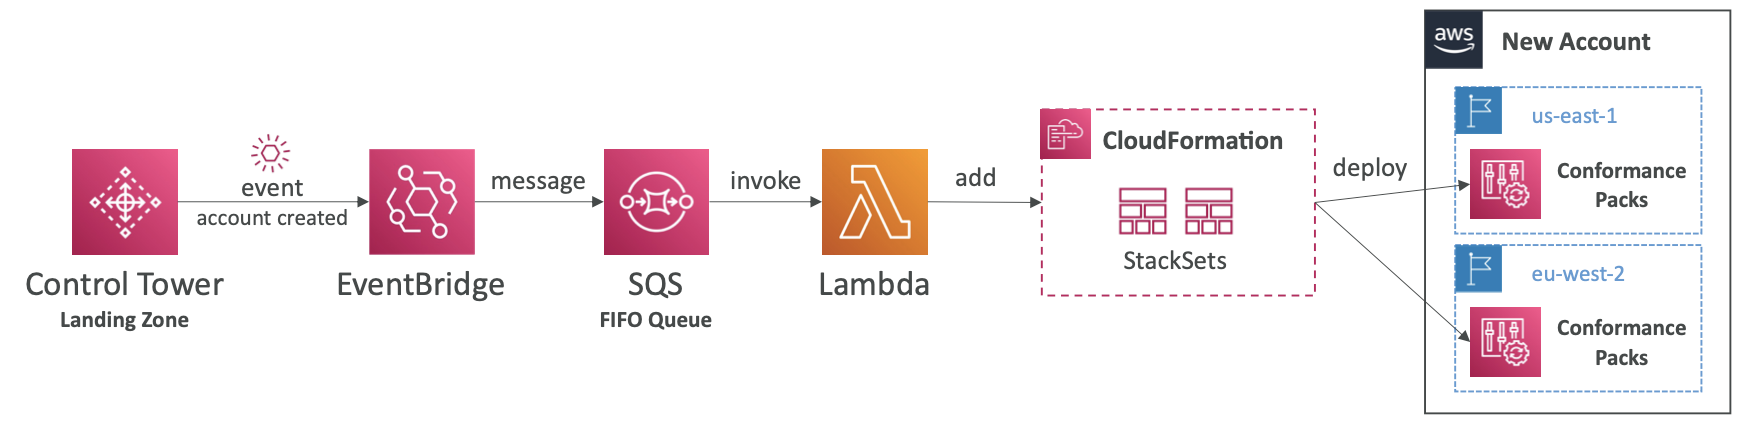 event
account created
message
invoke
add
deploy
Control Tower
Landing Zone
EventBridge
SQS
FIFO Queue
Lambda
CloudFormation
StackSets
aws
New Account
us-east-1
Conformance
Packs
eu-west-2
Conformance
Packs